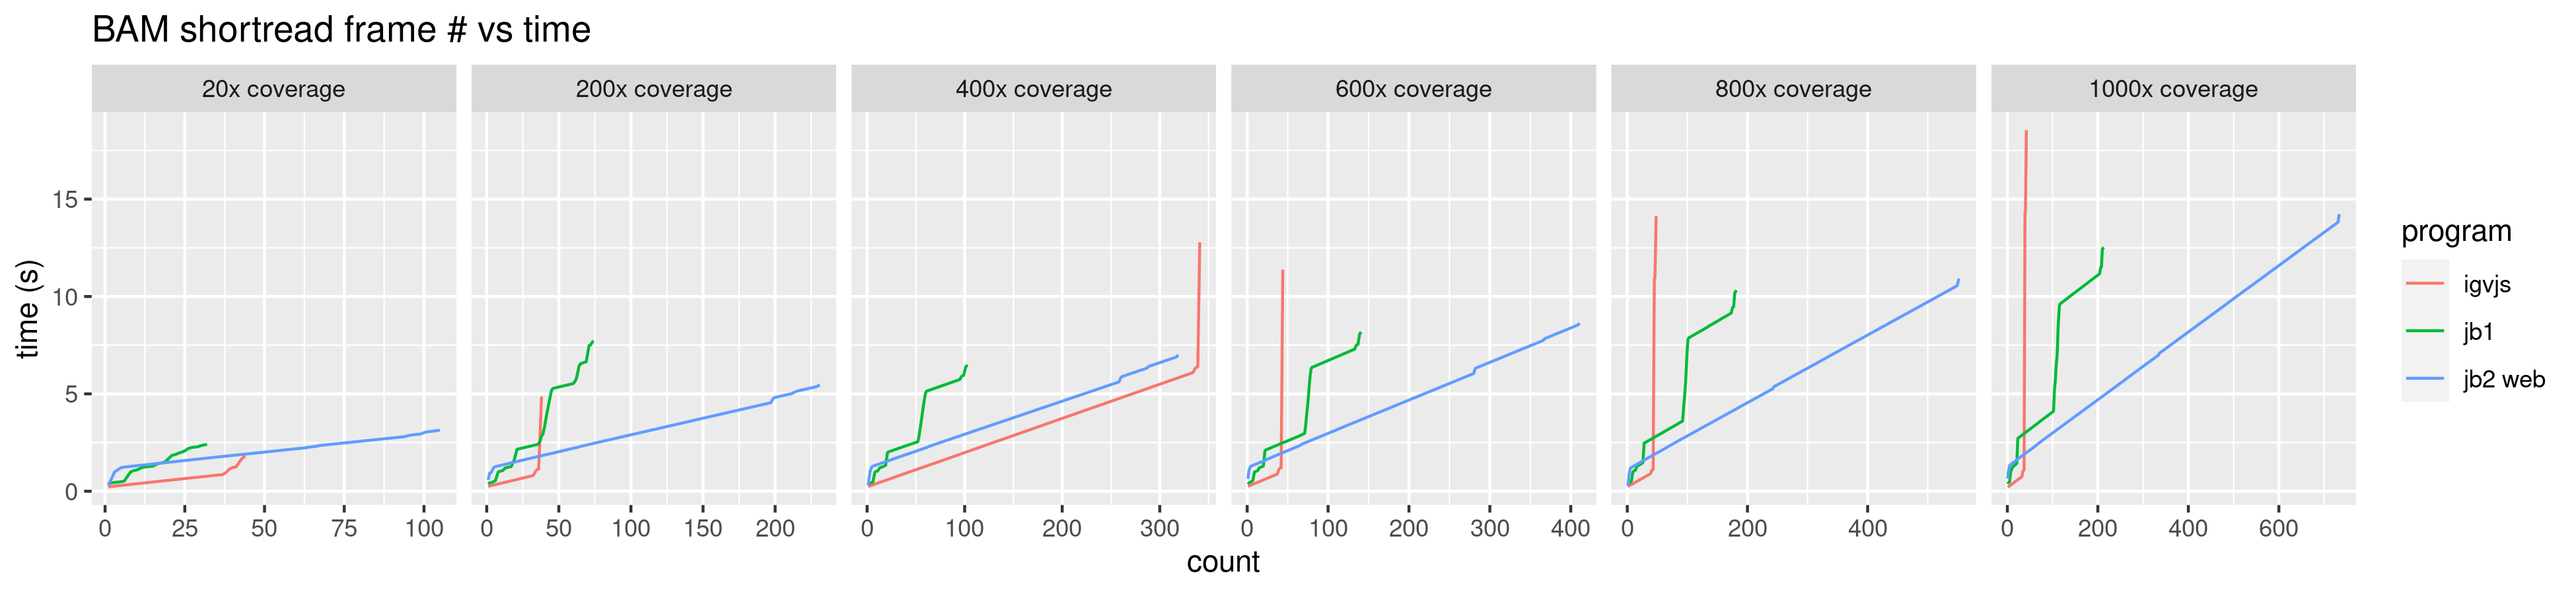 BAM shortread frame # vs time
20x coverage
200x coverage
400x coverage
600x coverage
800x coverage
1000x coverage
15
10
5
0
time (s)
0 25 50 75 100
0 50 100 150 200
0 100 200 300
0 100 200 300 400
0 200 400
0 200 400 600
count
program
igvjs
jb1
jb2 web